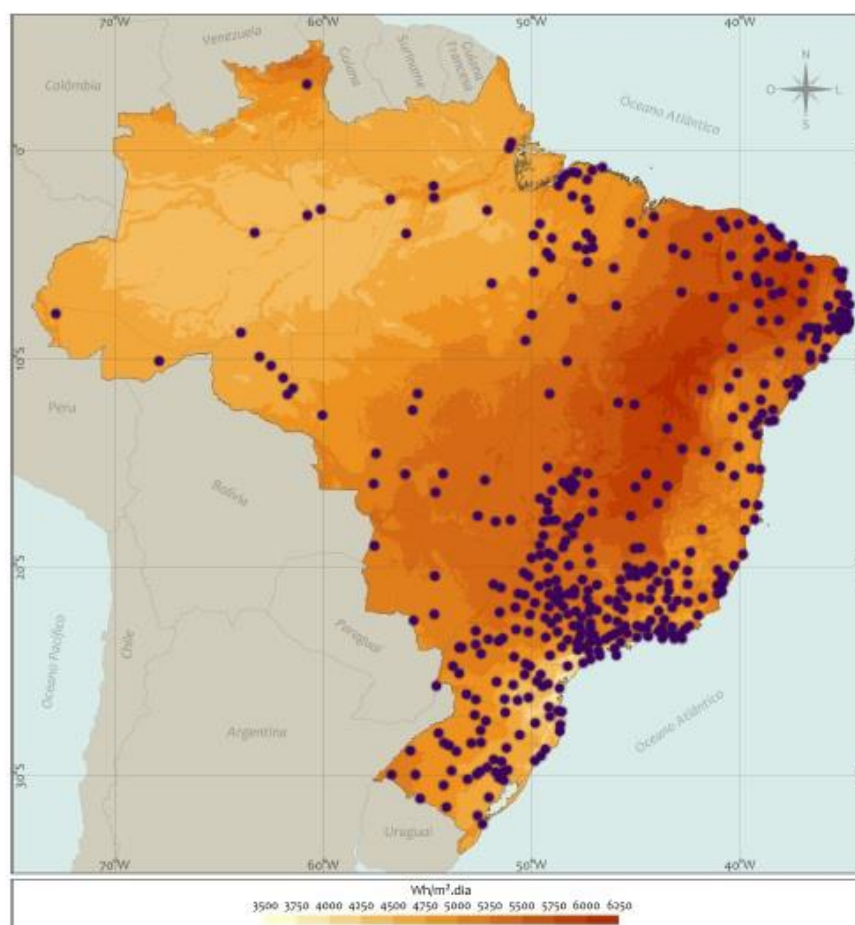 70°W 60°W 50°W 40°W
Venezuela
Colômbia
Guiana
Suriname
Guiana
Francesa
Oceano Atlântico
N
O L
S
0°
10°S
Peru
Bolívia
20°S
Paraguai
Chile
Oceano Pacífico
Oceano Atlântico
Argentina
30°S
Uruguai
70°W 60°W 50°W 40°W
Wh/m².dia
3500 3750 4000 4250 4500 4750 5000 5250 5500 5750 6000 6250